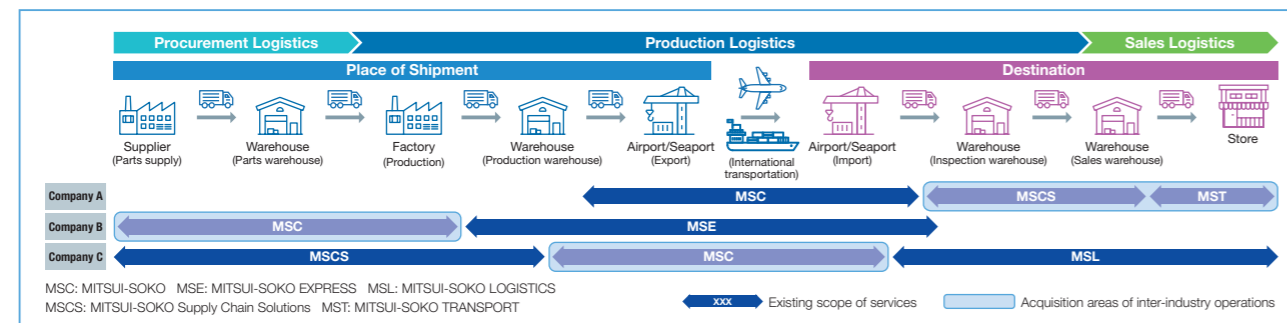 Procurement Logistics
Production Logistics
Sales Logistics
Place of Shipment
Destination
Supplier
(Parts supply)
Warehouse
(Parts warehouse)
Factory
(Production)
Warehouse
(Production warehouse)
Airport/Seaport
(Export)
(International
transportation)
Airport/Seaport
(Import)
Warehouse
(Inspection warehouse)
Warehouse
(Sales warehouse)
Store
Company A
MSC
MSCS
MST
Company B
MSC
MSE
Company C
MSCS
MSC
MSL
MSC: MITSUI-SOKO MSE: MITSUI-SOKO EXPRESS MSL: MITSUI-SOKO LOGISTICS
MSCS: MITSUI-SOKO Supply Chain Solutions MST: MITSUI-SOKO TRANSPORT
xxx Existing scope of services
Acquisition areas of inter-industry operations